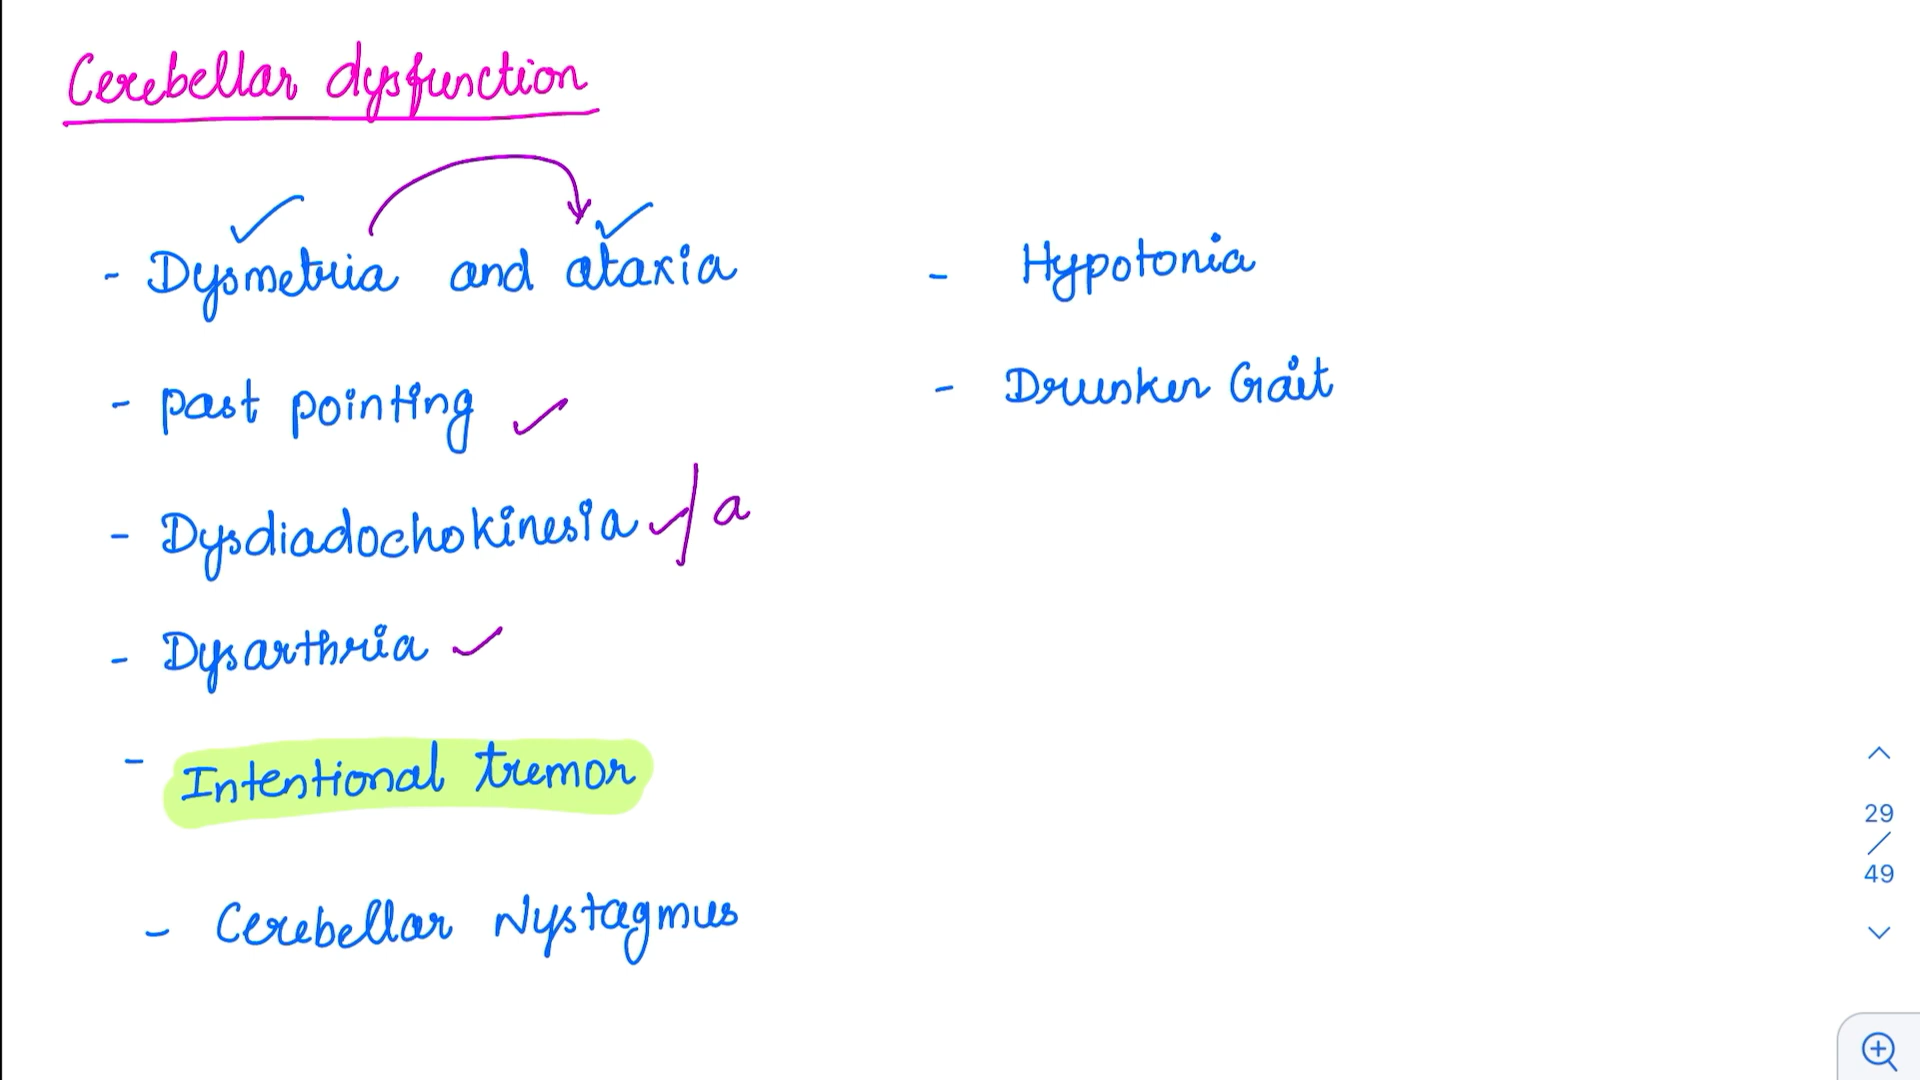 Cerebellar dysfunction
- Dysmetria and ataxia
- past pointing
- Dysdiadochokinesia / a
- Dysarthria
- Intentional tremor
- Cerebellar Nystagmus
- Hypotonia
- Drunken Gait
29
/
49